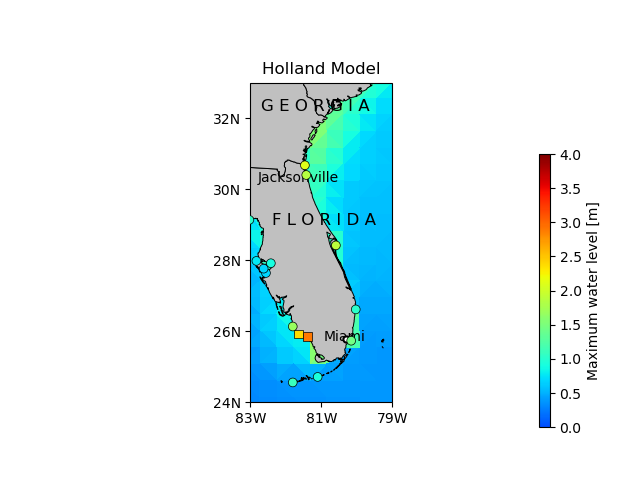 Holland Model
G E O R G I A
32N
Jacksonville
30N
F L O R I D A
28N
26N
Miami
24N
83W 81W 79W
4.0
3.5
3.0
2.5
2.0
1.5
1.0
0.5
0.0
Maximum water level [m]